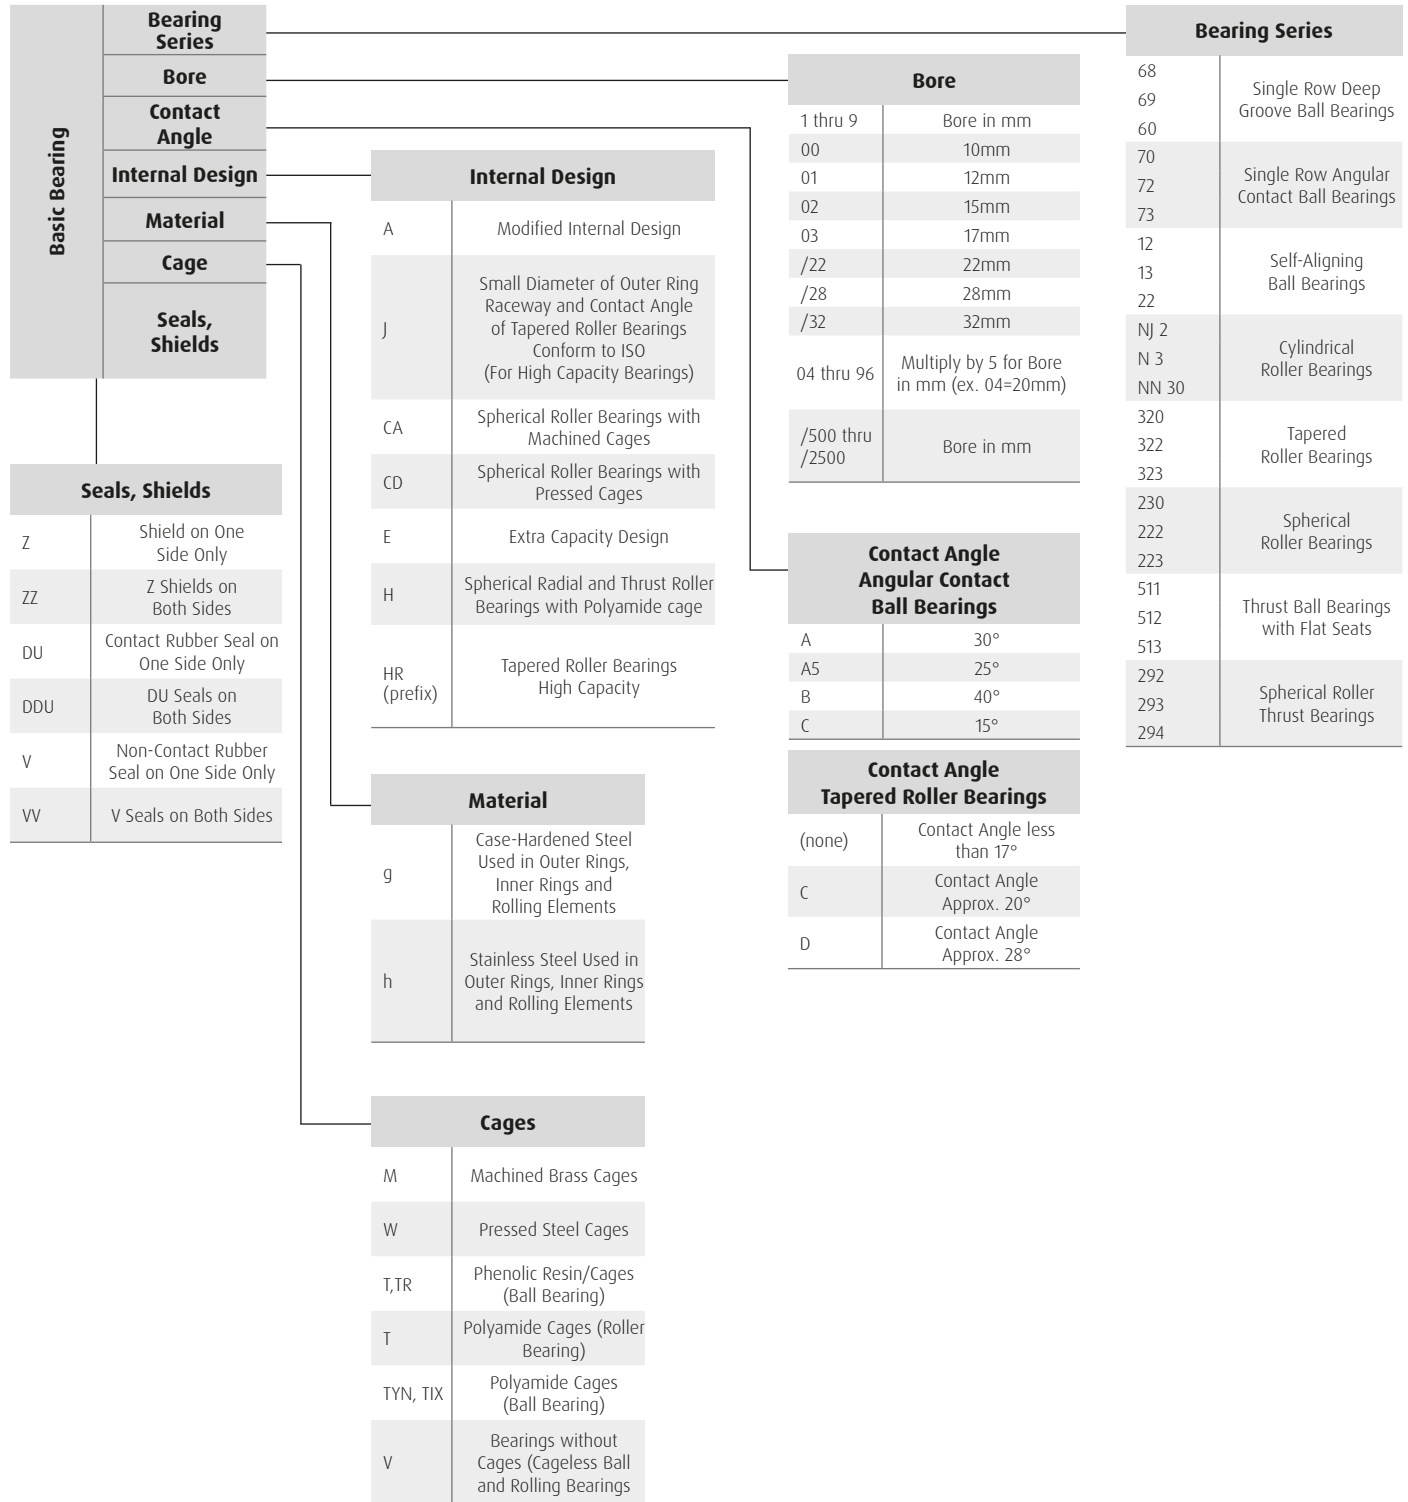 Basic Bearing
Bearing
Series
Bore
Contact
Angle
Internal Design
Material
Cage
Seals,
Shields
Seals, Shields
Z
Shield on One
Side Only
ZZ
Z Shields on
Both Sides
DU
Contact Rubber Seal on
One Side Only
DDU
DU Seals on
Both Sides
V
Non-Contact Rubber
Seal on One Side Only
VV
V Seals on Both Sides
Internal Design
A
Modified Internal Design
J
Small Diameter of Outer Ring
Raceway and Contact Angle
of Tapered Roller Bearings
Conform to ISO
(For High Capacity Bearings)
CA
Spherical Roller Bearings with
Machined Cages
CD
Spherical Roller Bearings with
Pressed Cages
E
Extra Capacity Design
H
Spherical Radial and Thrust Roller
Bearings with Polyamide cage
HR
(prefix)
Tapered Roller Bearings
High Capacity
Material
g
Case-Hardened Steel
Used in Outer Rings,
Inner Rings and
Rolling Elements
h
Stainless Steel Used in
Outer Rings, Inner Rings
and Rolling Elements
Cages
M
Machined Brass Cages
W
Pressed Steel Cages
T,TR
Phenolic Resin/Cages
(Ball Bearing)
T
Polyamide Cages (Roller
Bearing)
TYN, TIX
Polyamide Cages
(Ball Bearing)
V
Bearings without
Cages (Cageless Ball
and Rolling Bearings
Bore
1 thru 9
Bore in mm
00
10mm
01
12mm
02
15mm
03
17mm
/22
22mm
/28
28mm
/32
32mm
04 thru 96
Multiply by 5 for Bore
in mm (ex. 04=20mm)
/500 thru
/2500
Bore in mm
Contact Angle
Angular Contact
Ball Bearings
A
30°
A5
25°
B
40°
C
15°
Contact Angle
Tapered Roller Bearings
(none)
Contact Angle less
than 17°
C
Contact Angle
Approx. 20°
D
Contact Angle
Approx. 28°
Bearing Series
68
69
60
Single Row Deep
Groove Ball Bearings
70
72
73
Single Row Angular
Contact Ball Bearings
12
13
22
Self-Aligning
Ball Bearings
NJ 2
N 3
NN 30
Cylindrical
Roller Bearings
320
322
323
Tapered
Roller Bearings
230
222
223
Spherical
Roller Bearings
511
512
513
Thrust Ball Bearings
with Flat Seats
292
293
294
Spherical Roller
Thrust Bearings